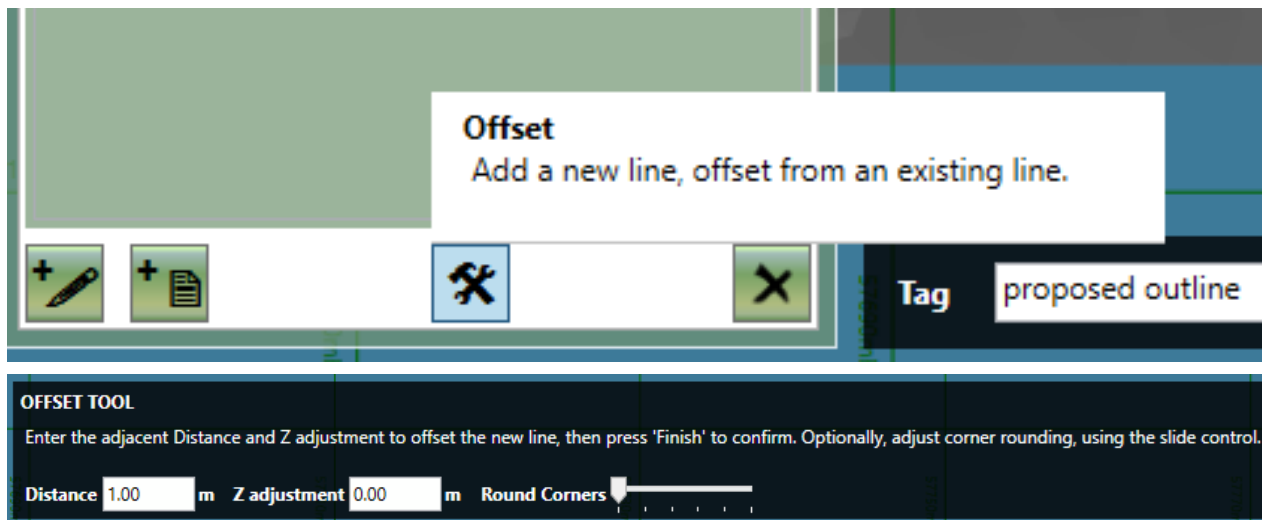 Offset
Add a new line, offset from an existing line.
Tag proposed outline
OFFSET TOOL
Enter the adjacent Distance and Z adjustment to offset the new line, then press 'Finish' to confirm. Optionally, adjust corner rounding, using the slide control.
Distance 1.00 m Z adjustment 0.00 m Round Corners